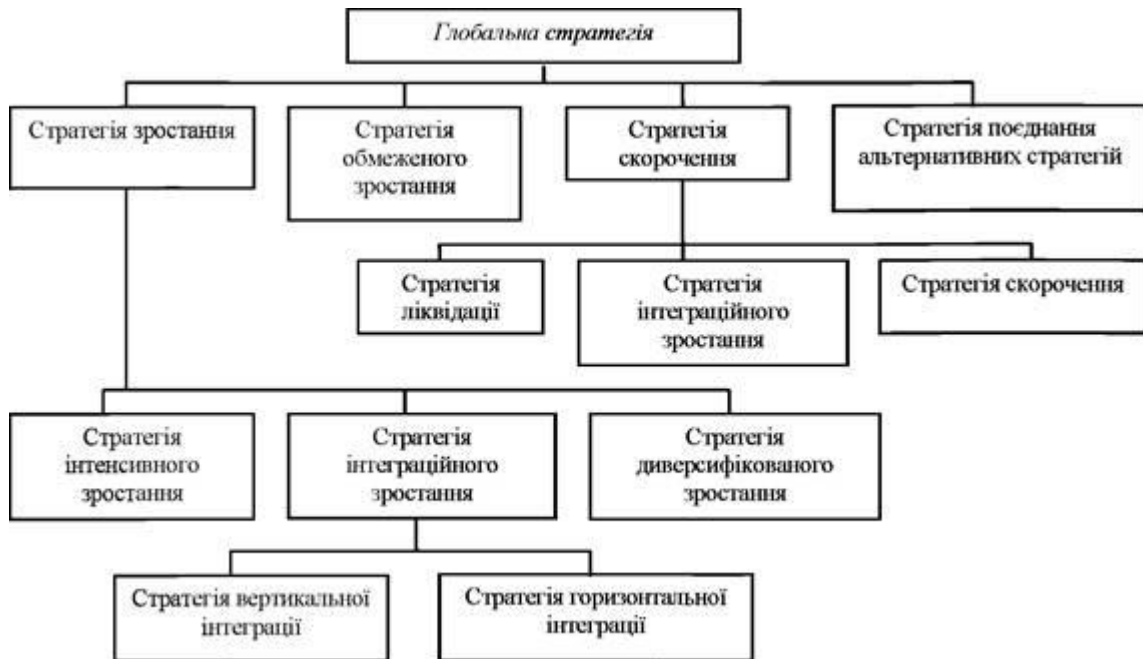 Глобальна стратегія
Стратегія зростання
Стратегія
обмеженого
зростання
Стратегія
скорочення
Стратегія поєднання
альтернативних стратегій
Стратегія
ліквідації
Стратегія
інтеграційного
зростання
Стратегія скорочення
Стратегія
інтенсивного
зростання
Стратегія
інтеграційного
зростання
Стратегія
диверсифікованого
зростання
Стратегія вертикальної
інтеграції
Стратегія горизонтальної
інтеграції